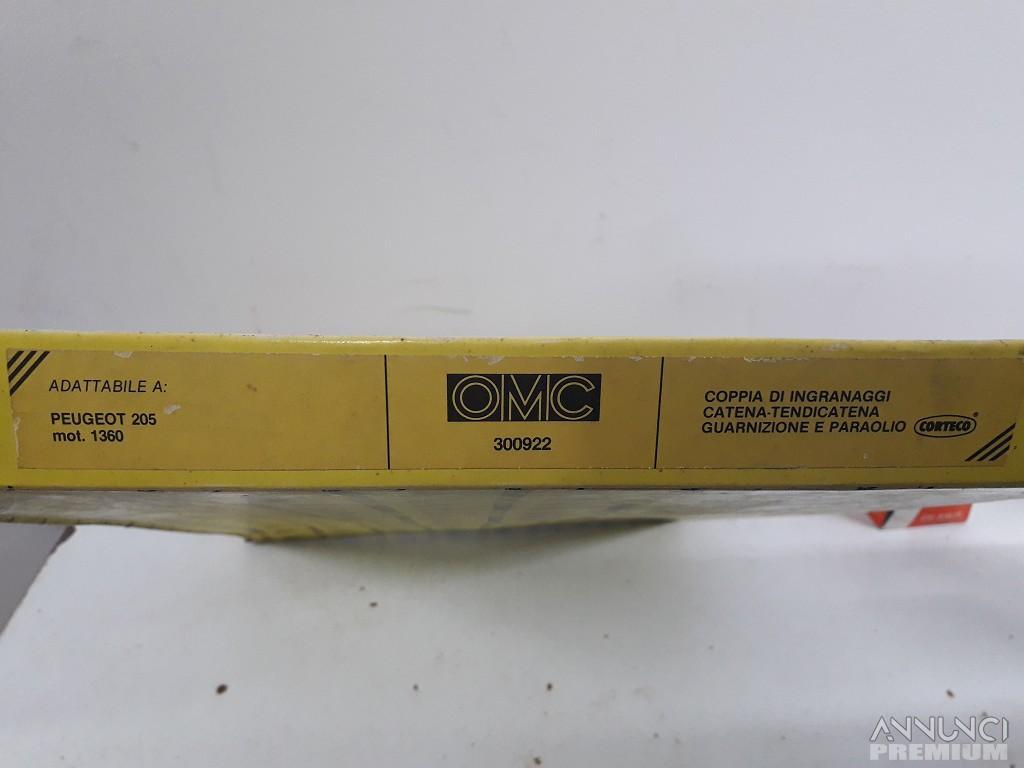 ADATTABILE A:
PEUGEOT 205
mot. 1360
OMC
300922
COPPIA DI INGRANAGGI
CATENA-TENDICATENA
GUARNIZIONE E PARAOLIO CORTECO®
ANNUNCI
PREMIUM